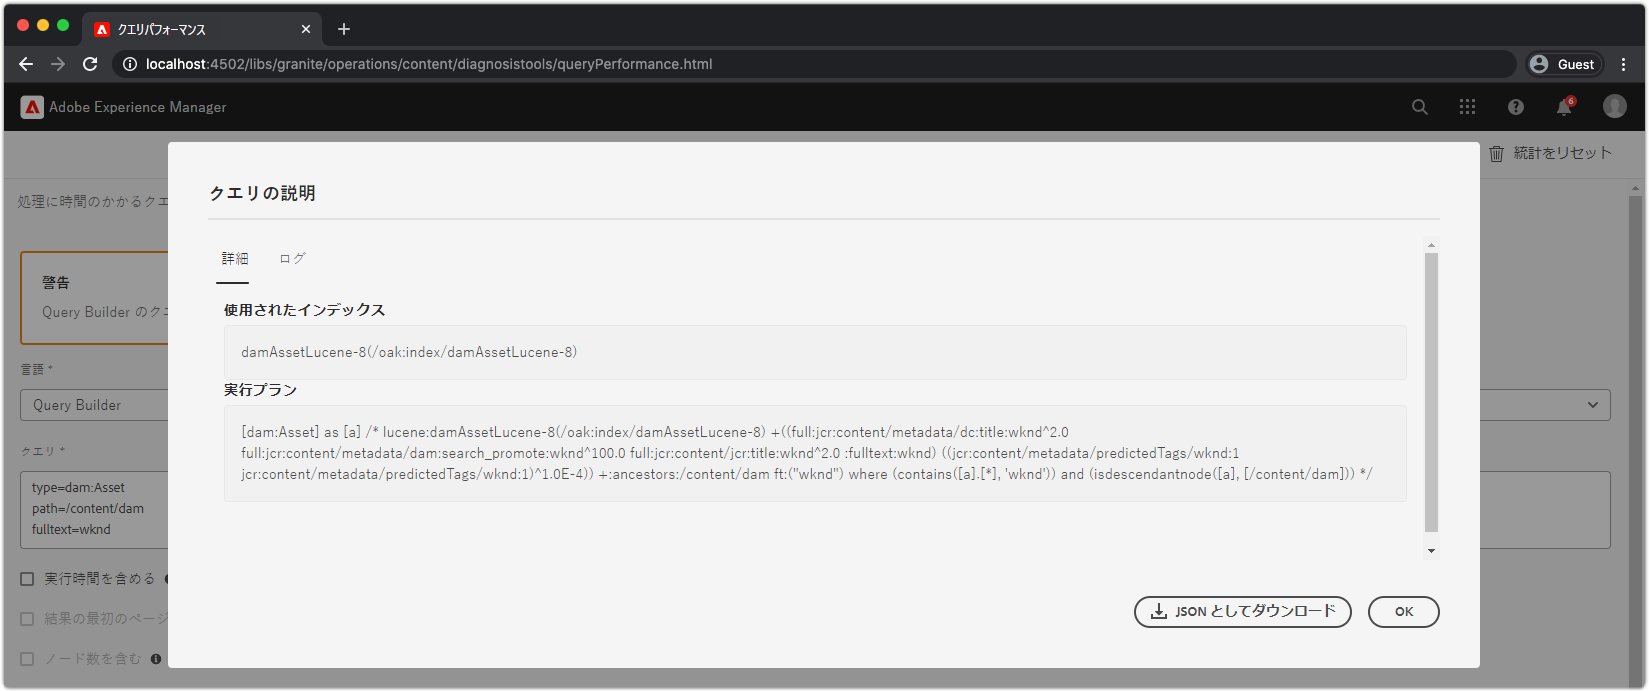 クエリパフォーマンス
localhost:4502/libs/granite/operations/content/diagnosistools/queryPerformance.html
Guest
Adobe Experience Manager
6
統計をリセット
処理に時間のかかるクエ
クエリの説明
詳細
ログ
警告
Query Builder のクエ
使用されたインデックス
damAssetLucene-8(/oak:index/damAssetLucene-8)
実行プラン
[dam:Asset] as [a] /* lucene:damAssetLucene-8(/oak:index/damAssetLucene-8) +((full:jcr:content/metadata/dc:title:wknd^2.0
full:jcr:content/metadata/dam:search_promote:wknd^100.0 full:jcr:content/jcr:title:wknd^2.0 :fulltext:wknd) ((jcr:content/metadata/predictedTags/wknd:1
jcr:content/metadata/predictedTags/wknd:1)^1.0E-4)) +:ancestors:/content/dam ft:("wknd") where (contains([a].[*], 'wknd')) and (isdescendantnode([a], [/content/dam])) */
言語 *
Query Builder
クエリ *
type=dam:Asset
path=/content/dam
fulltext=wknd
実行時間を含める
結果の最初のページ
ノード数を含む
JSON としてダウンロード
OK